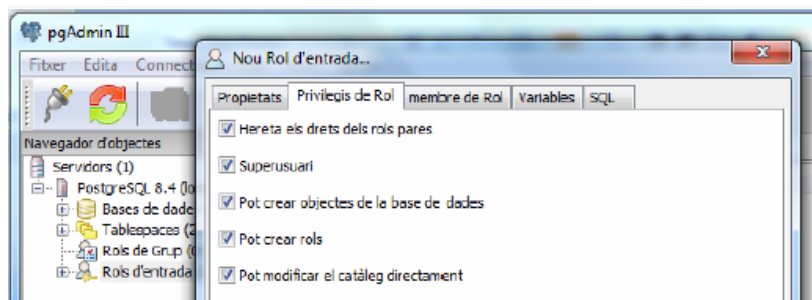 pgAdmin III
Fitxer Edita Connect
Navegador d'objectes
Servidors (1)
PostgreSQL 8.4 (lo
Bases de dade
Tablespaces (2
Rols de Grup (
Rols d'entrada
Nou Rol d'entrada...
Propietats Privilegis de Rol membre de Rol Variables SQL
Hereta els drets dels rols pares
Superusuari
Pot crear objectes de la base de dades
Pot crear rols
Pot modificar el catàleg directament